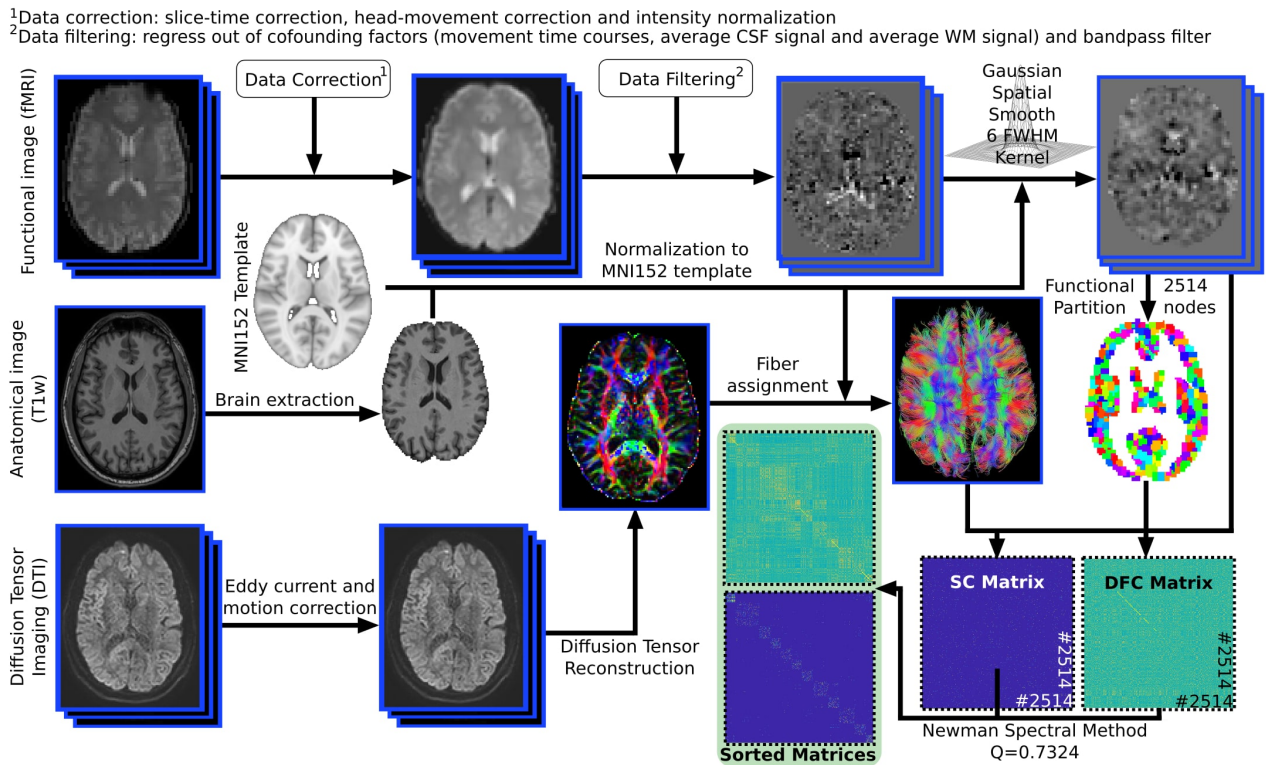 1Data correction: slice-time correction, head-movement correction and intensity normalization
2Data filtering: regress out of cofounding factors (movement time courses, average CSF signal and average WM signal) and bandpass filter
Functional image (fMRI)
Data Correction1
Data Filtering2
Gaussian
Spatial
Smooth
6 FWHM
Kernel
MNI152 Template
Normalization to
MNI152 template
Functional
Partition
2514
nodes
Anatomical image
(T1w)
Brain extraction
Fiber
assignment
Diffusion Tensor
Imaging (DTI)
Eddy current and
motion correction
Diffusion Tensor
Reconstruction
SC Matrix
#2514
#2514
DFC Matrix
#2514
#2514
Newman Spectral Method
Q=0.7324
Sorted Matrices